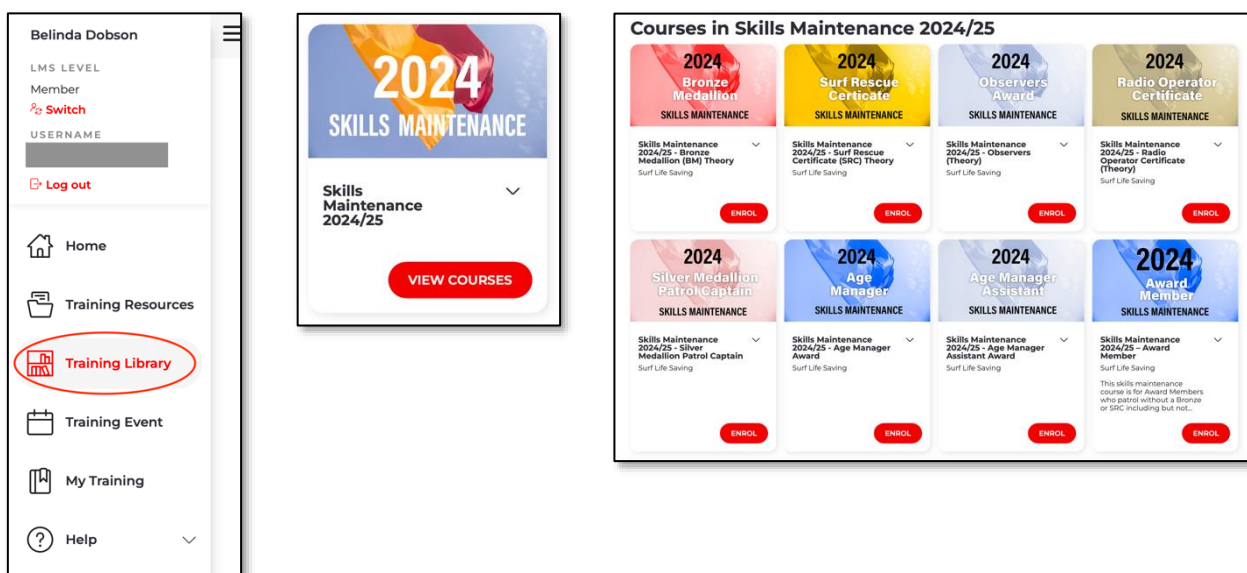 Belinda Dobson
LMS LEVEL
Member
Switch
USERNAME
Log out
Home
Training Resources
Training Library
Training Event
My Training
Help
2024
SKILLS MAINTENANCE
Skills
Maintenance
2024/25
VIEW COURSES
Courses in Skills Maintenance 2024/25
2024
Bronze
Medallion
SKILLS MAINTENANCE
Skills Maintenance
2024/25 - Bronze
Medallion (BM) Theory
Surf Life Saving
ENROL
2024
Surf Rescue
Certicate
SKILLS MAINTENANCE
Skills Maintenance
2024/25 - Surf Rescue
Certificate (SRC) Theory
Surf Life Saving
ENROL
2024
Observers
Award
SKILLS MAINTENANCE
Skills Maintenance
2024/25 - Observers
(Theory)
Surf Life Saving
ENROL
2024
Radio Operator
Certificate
SKILLS MAINTENANCE
Skills Maintenance
2024/25 - Radio
Operator Certificate
(Theory)
Surf Life Saving
ENROL
2024
Silver Medallion
Patrol Captain
SKILLS MAINTENANCE
Skills Maintenance
2024/25 - Silver
Medallion Patrol Captain
Surf Life Saving
ENROL
2024
Age
Manager
SKILLS MAINTENANCE
Skills Maintenance
2024/25 - Age Manager
Award
Surf Life Saving
ENROL
2024
Age Manager
Assistant
SKILLS MAINTENANCE
Skills Maintenance
2024/25 - Age Manager
Assistant Award
Surf Life Saving
ENROL
2024
Award
Member
SKILLS MAINTENANCE
Skills Maintenance
2024/25 – Award
Member
Surf Life Saving
This skills maintenance
course is for Award Members
who patrol without a Bronze
or SRC including but not...
ENROL